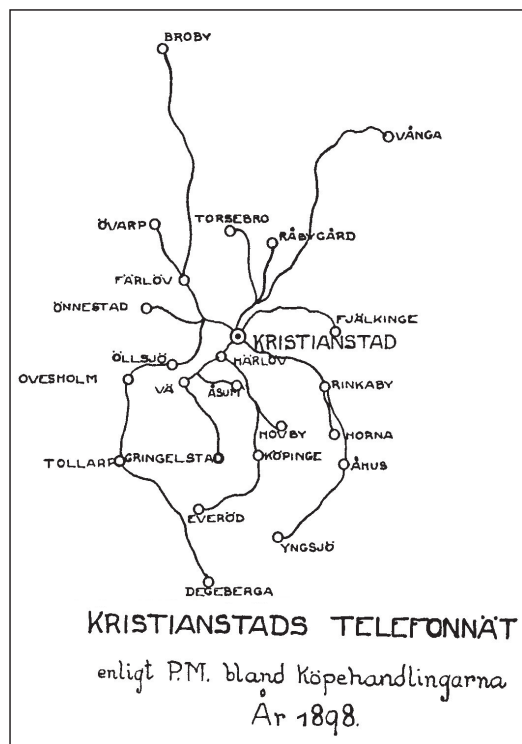 BROBY
VÅNGA
ÖVARP
TORSEBRO
RÅBYGÅRD
FÄRLÖV
ÖNNESTAD
FJÄLKINGE
KRISTIANSTAD
ÖLLSJÖ
HÄRLÖV
OVESHOLM
VÄ
ÅSUM
RINKABY
HOVBY
HORNA
TOLLARP
GRINGELSTAD
KÖPINGE
ÅHUS
EVERÖD
YNGSJÖ
DEGEBERGA
KRISTIANSTADS TELEFONNÄT
enligt P.M. bland Köpehandlingarna
År 1898.